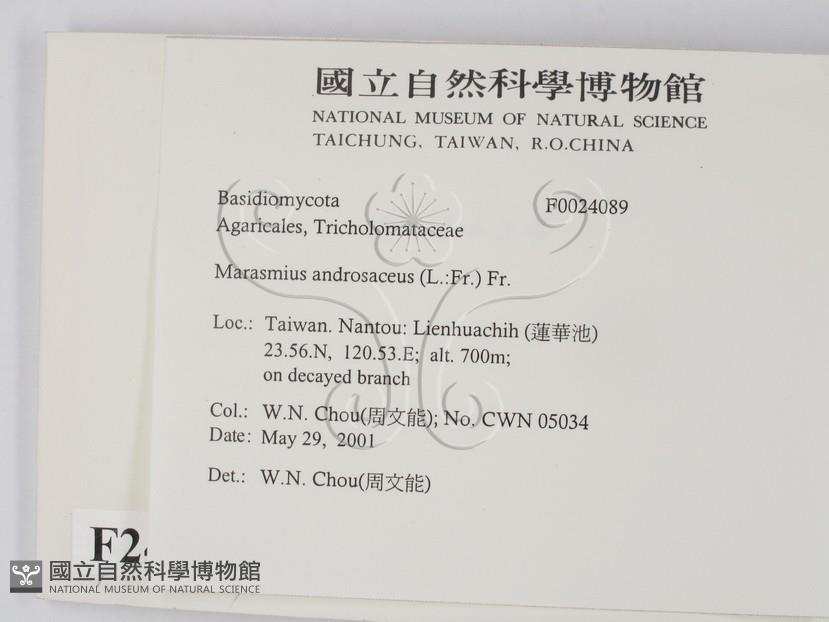 國立自然科學博物館
NATIONAL MUSEUM OF NATURAL SCIENCE
TAICHUNG, TAIWAN, R.O.CHINA
Basidiomycota F0024089
Agaricales, Tricholomataceae
Marasmius androsaceus (L.:Fr.) Fr.
Loc.: Taiwan. Nantou: Lienhuachih (蓮華池)
23.56.N, 120.53.E; alt. 700m;
on decayed branch
Col.: W.N. Chou(周文能); No. CWN 05034
Date: May 29, 2001
Det.: W.N. Chou(周文能)
F2
國立自然科學博物館
NATIONAL MUSEUM OF NATURAL SCIENCE